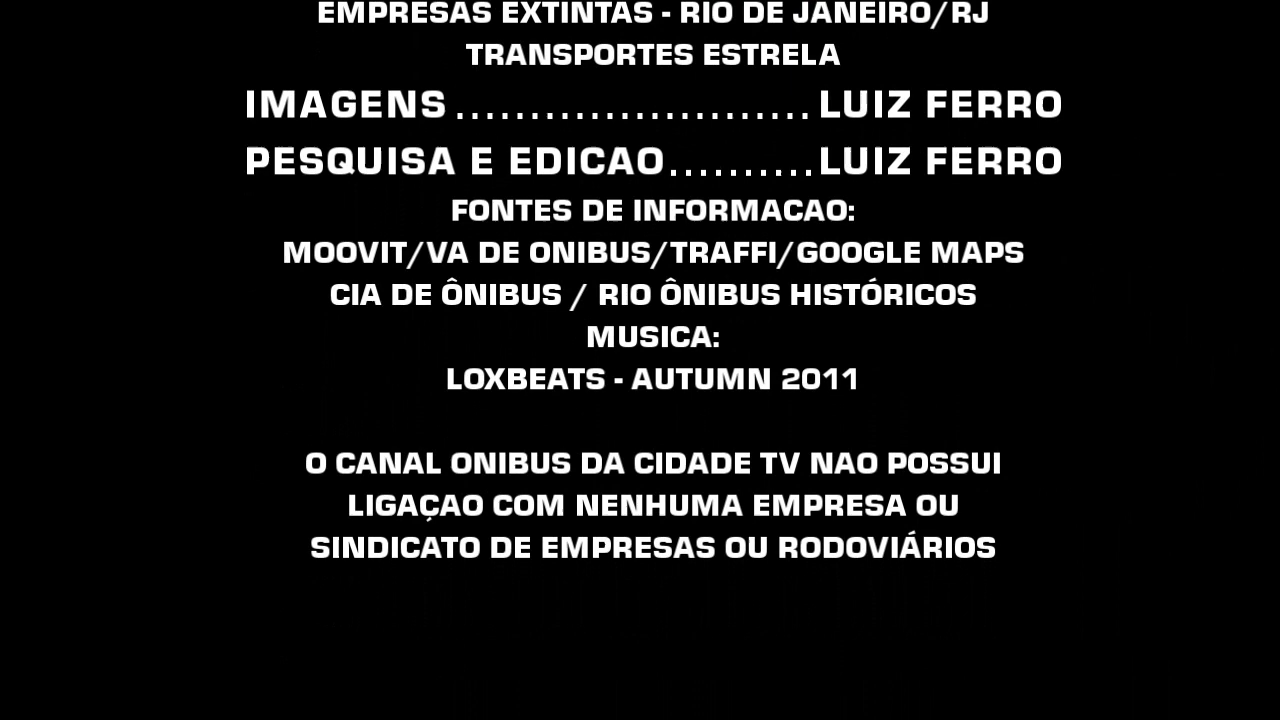 EMPRESAS EXTINTAS - RIO DE JANEIRO/RJ
TRANSPORTES ESTRELA
IMAGENS ........................ LUIZ FERRO
PESQUISA E EDICAO.......... LUIZ FERRO
FONTES DE INFORMACAO:
MOOVIT/VA DE ONIBUS/TRAFFI/GOOGLE MAPS
CIA DE ÔNIBUS / RIO ÔNIBUS HISTÓRICOS
MUSICA:
LOXBEATS - AUTUMN 2011
O CANAL ONIBUS DA CIDADE TV NAO POSSUI
LIGAÇAO COM NENHUMA EMPRESA OU
SINDICATO DE EMPRESAS OU RODOVIÁRIOS